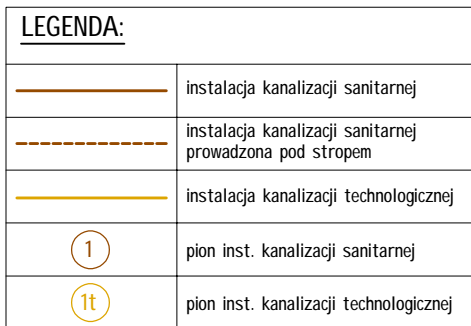 LEGENDA:
instalacja kanalizacji sanitarnej
instalacja kanalizacji sanitarnej
prowadzona pod stropem
instalacja kanalizacji technologicznej
1
pion inst. kanalizacji sanitarnej
1t
pion inst. kanalizacji technologicznej